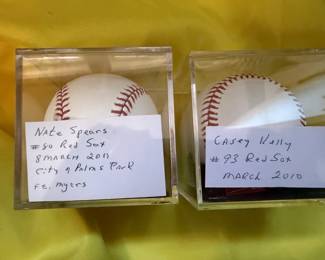 Nate Spears
#60 Red Sox
8 March 2011
City of Palms Park
Ft. Myers
Casey Kelly
#93 Red Sox
March 2010